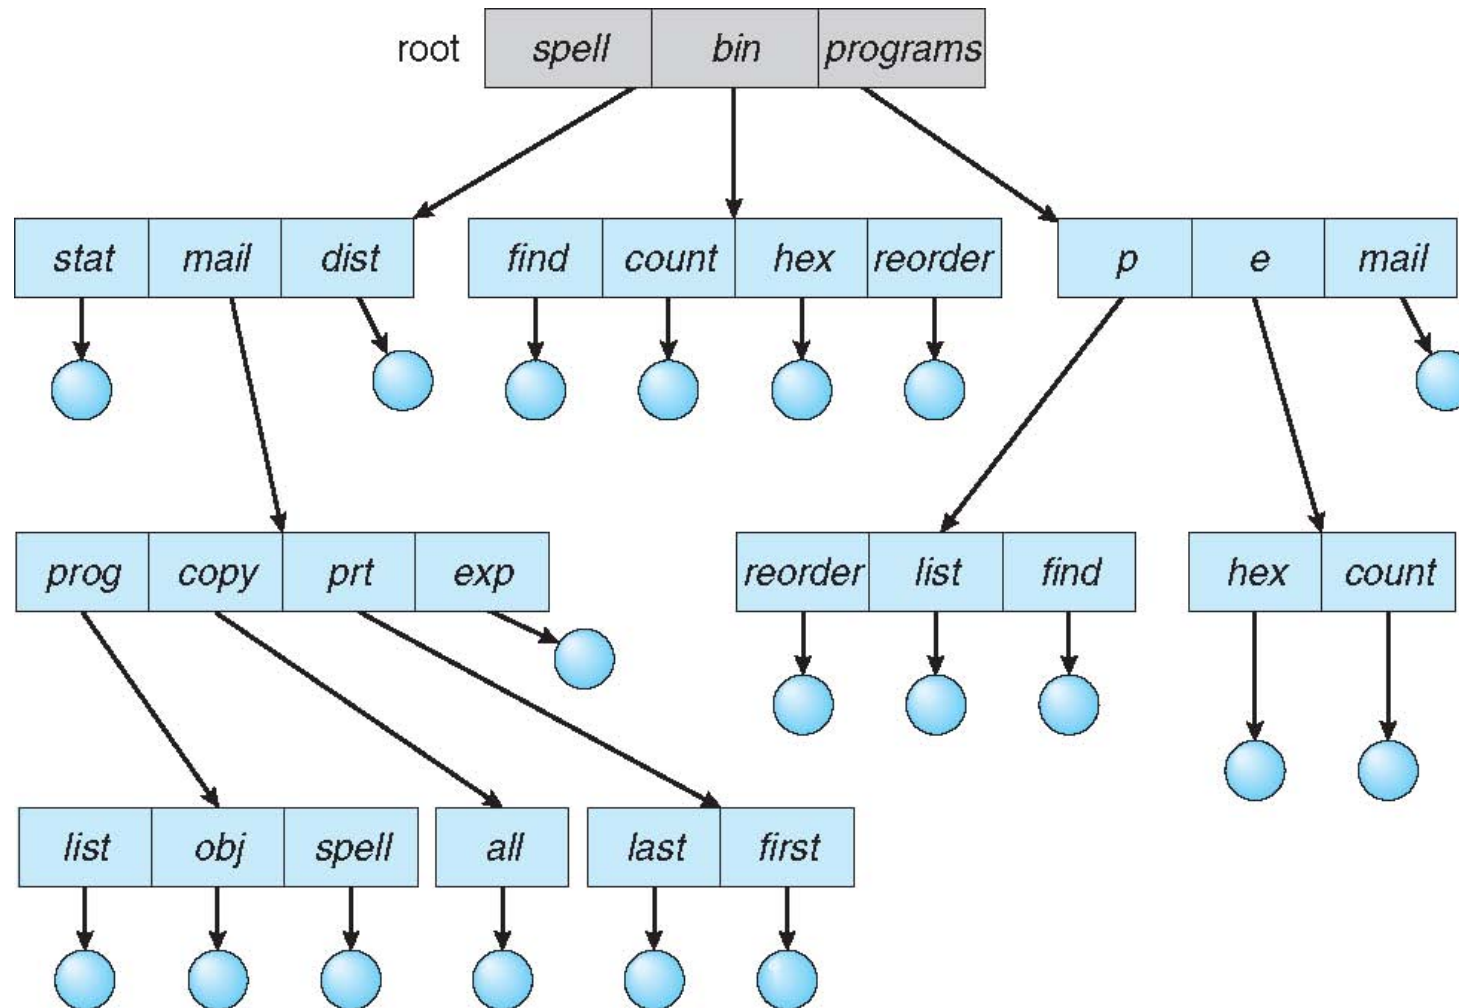 root spell bin programs
stat mail dist find count hex reorder p e mail
prog copy prt exp reorder list find hex count
list obj spell all last first